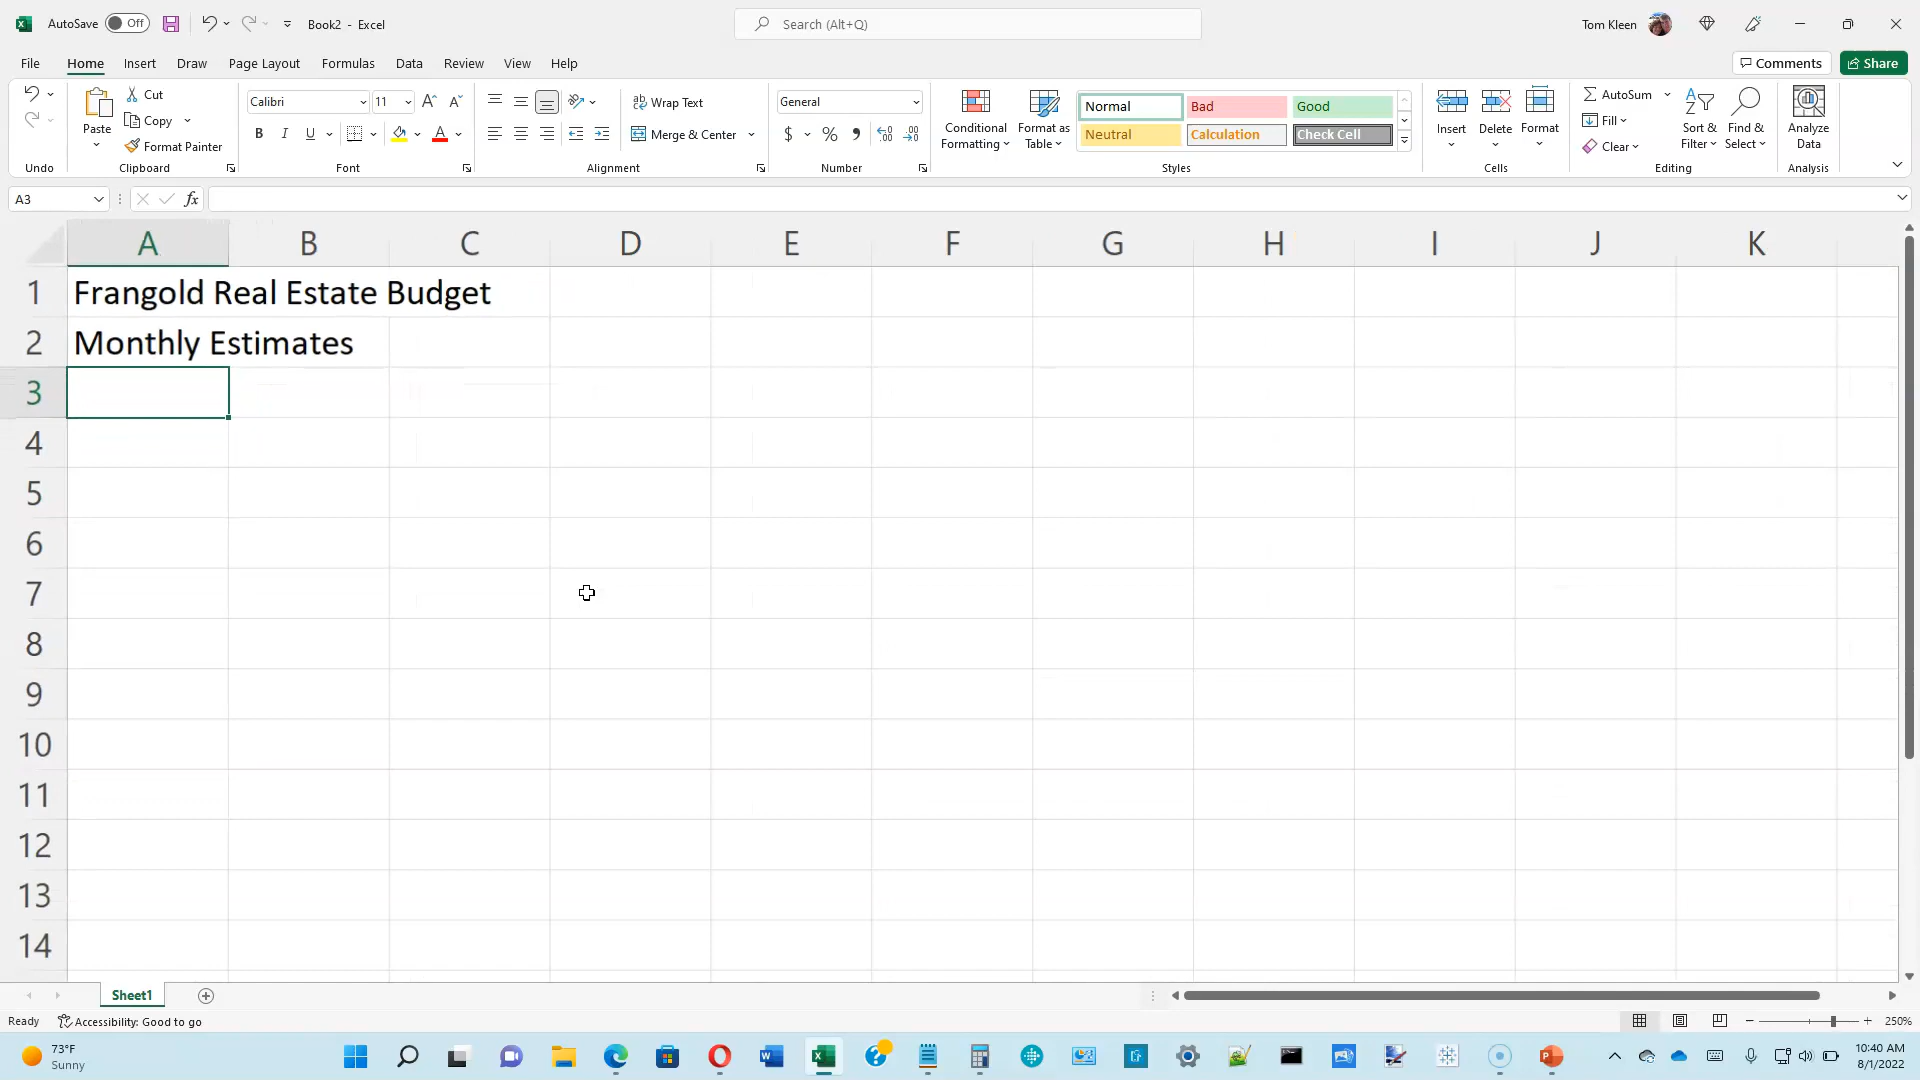 AutoSave Off Book2 - Excel Search (Alt+Q) Tom Kleen
File Home Insert Draw Page Layout Formulas Data Review View Help Comments Share
Cut AutoSum
Paste Copy Calibri 11 Wrap Text General Conditional Format as Normal Bad Good Insert Delete Format Fill Sort & Find & Analyze
Format Painter B I U A Merge & Center $ % , Formatting Table Neutral Calculation Check Cell Clear Filter Select Data
Undo Clipboard Font Alignment Number Styles Cells Editing Analysis
A3 fx
A B C D E F G H I J K
1 Frangold Real Estate Budget
2 Monthly Estimates
3
4
5
6
7
8
9
10
11
12
13
14
Sheet1
Ready Accessibility: Good to go 250%
73°F 10:40 AM
Sunny 8/1/2022